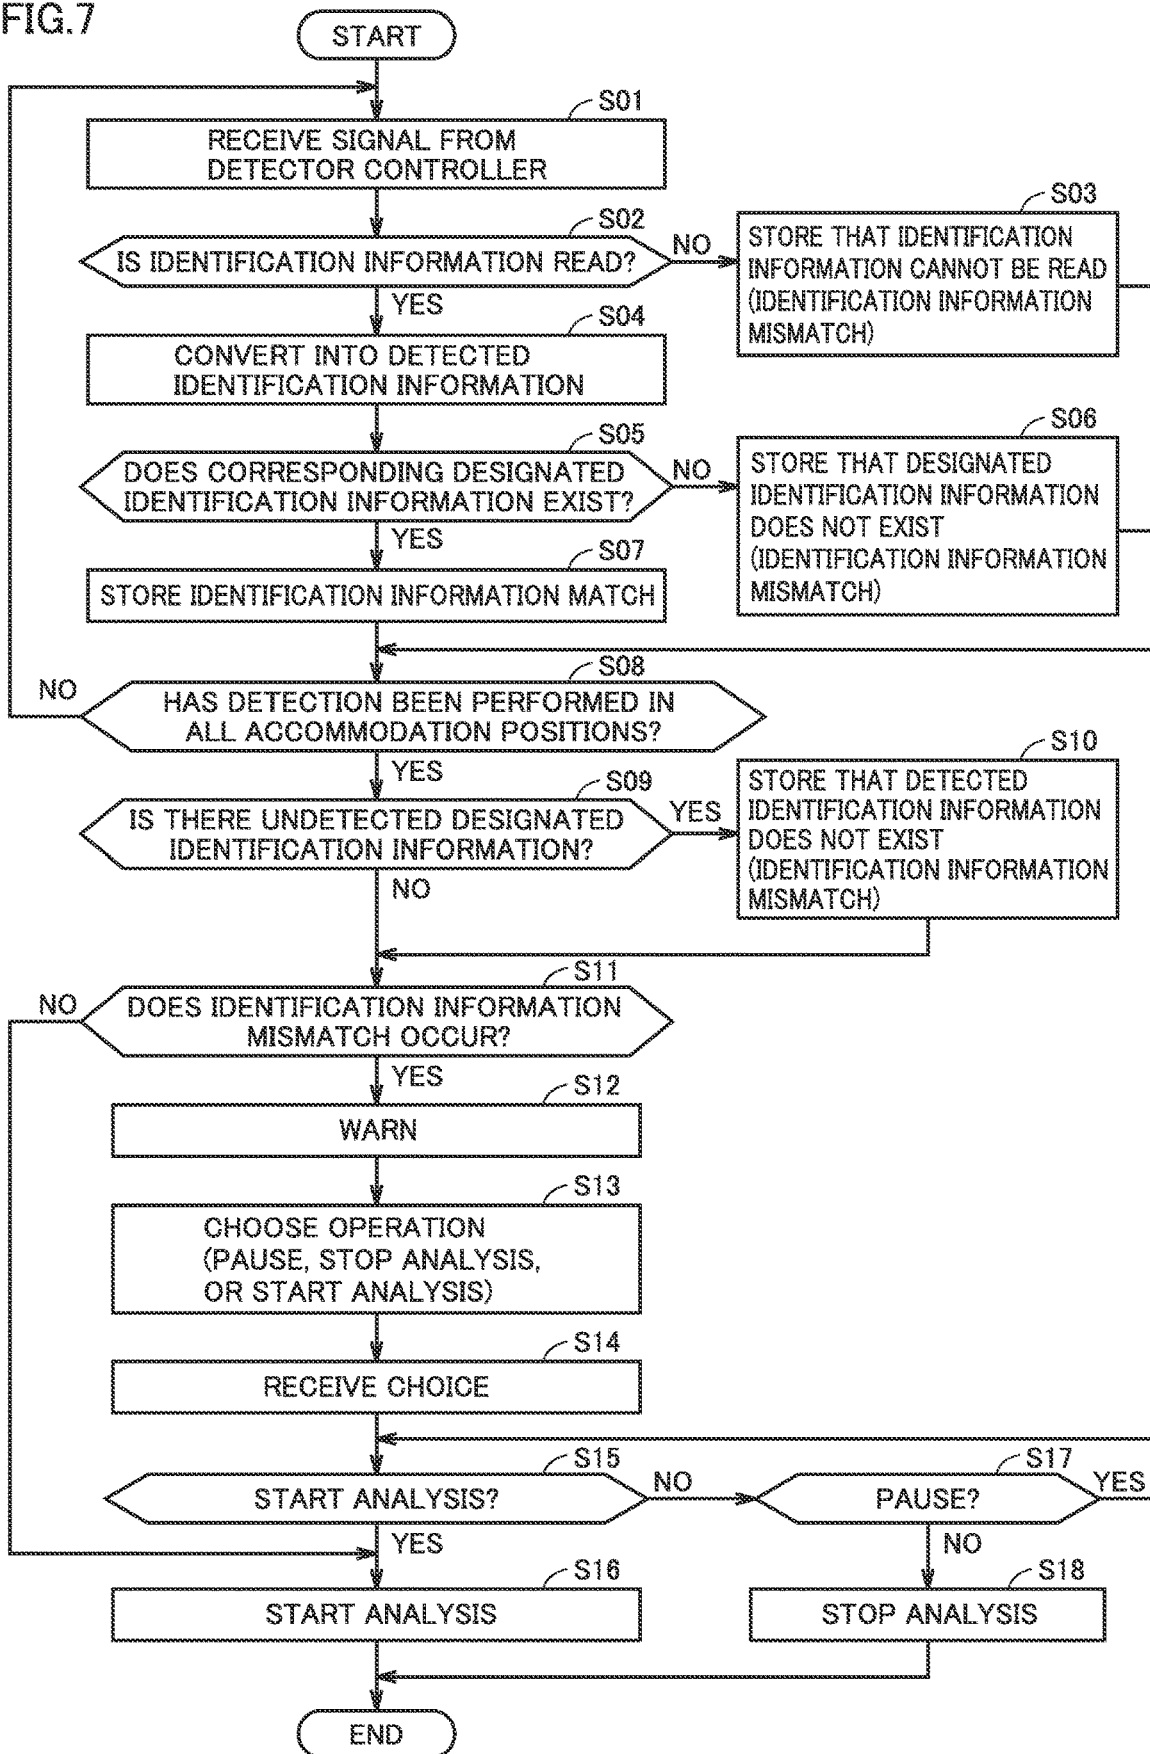 FIG.7
START
S01
RECEIVE SIGNAL FROM
DETECTOR CONTROLLER
S02
IS IDENTIFICATION INFORMATION READ?
NO
YES
S03
STORE THAT IDENTIFICATION
INFORMATION CANNOT BE READ
(IDENTIFICATION INFORMATION
MISMATCH)
S04
CONVERT INTO DETECTED
IDENTIFICATION INFORMATION
S05
DOES CORRESPONDING DESIGNATED
IDENTIFICATION INFORMATION EXIST?
NO
YES
S06
STORE THAT DESIGNATED
IDENTIFICATION INFORMATION
DOES NOT EXIST
(IDENTIFICATION INFORMATION
MISMATCH)
S07
STORE IDENTIFICATION INFORMATION MATCH
S08
NO
HAS DETECTION BEEN PERFORMED IN
ALL ACCOMMODATION POSITIONS?
YES
S09
IS THERE UNDETECTED DESIGNATED
IDENTIFICATION INFORMATION?
YES
NO
S10
STORE THAT DETECTED
IDENTIFICATION INFORMATION
DOES NOT EXIST
(IDENTIFICATION INFORMATION
MISMATCH)
S11
NO
DOES IDENTIFICATION INFORMATION
MISMATCH OCCUR?
YES
S12
WARN
S13
CHOOSE OPERATION
(PAUSE, STOP ANALYSIS,
OR START ANALYSIS)
S14
RECEIVE CHOICE
S15
START ANALYSIS?
NO
YES
S17
PAUSE?
YES
NO
S16
START ANALYSIS
S18
STOP ANALYSIS
END